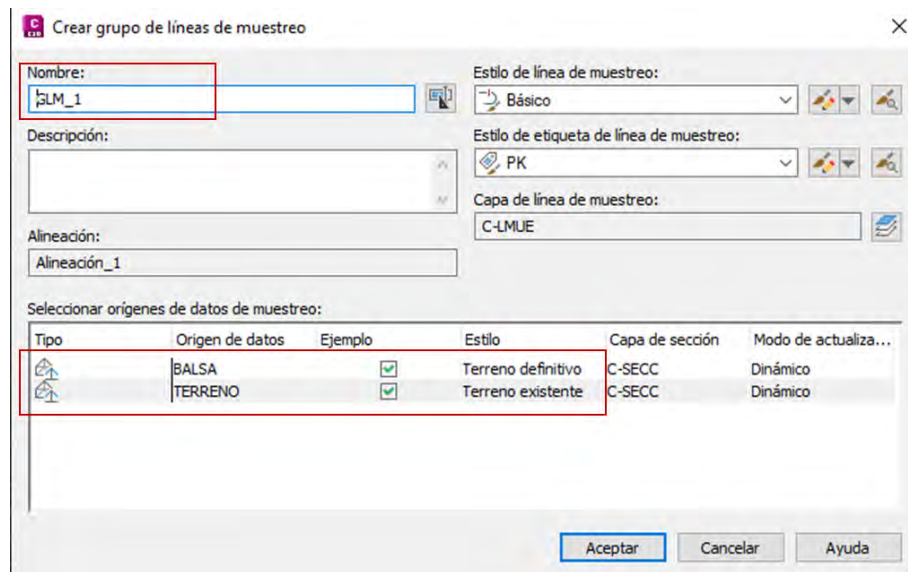 Crear grupo de líneas de muestreo
Nombre:
GLM_1
Descripción:
Alineación:
Alineación_1
Estilo de línea de muestreo:
Básico
Estilo de etiqueta de línea de muestreo:
PK
Capa de línea de muestreo:
C-LMUE
Seleccionar orígenes de datos de muestreo:
Tipo Origen de datos Ejemplo Estilo Capa de sección Modo de actualiza...
BALSA Terreno definitivo C-SECC Dinámico
TERRENO Terreno existente C-SECC Dinámico
Aceptar Cancelar Ayuda